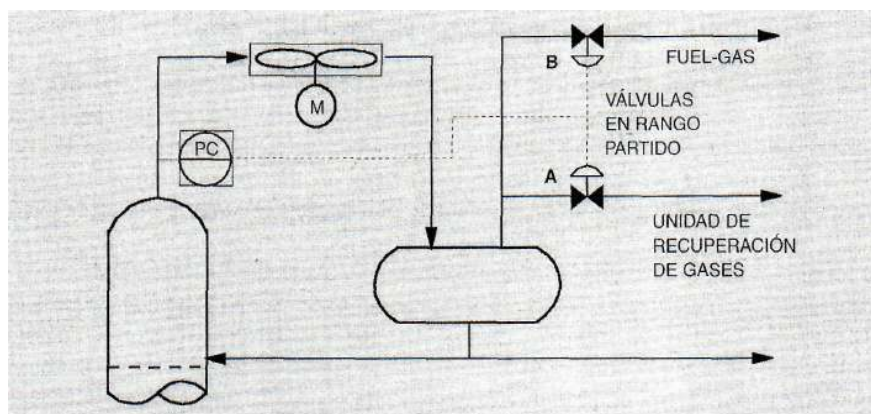 B
FUEL-GAS
M
VÁLVULAS
EN RANGO
PARTIDO
PC
A
UNIDAD DE
RECUPERACIÓN
DE GASES